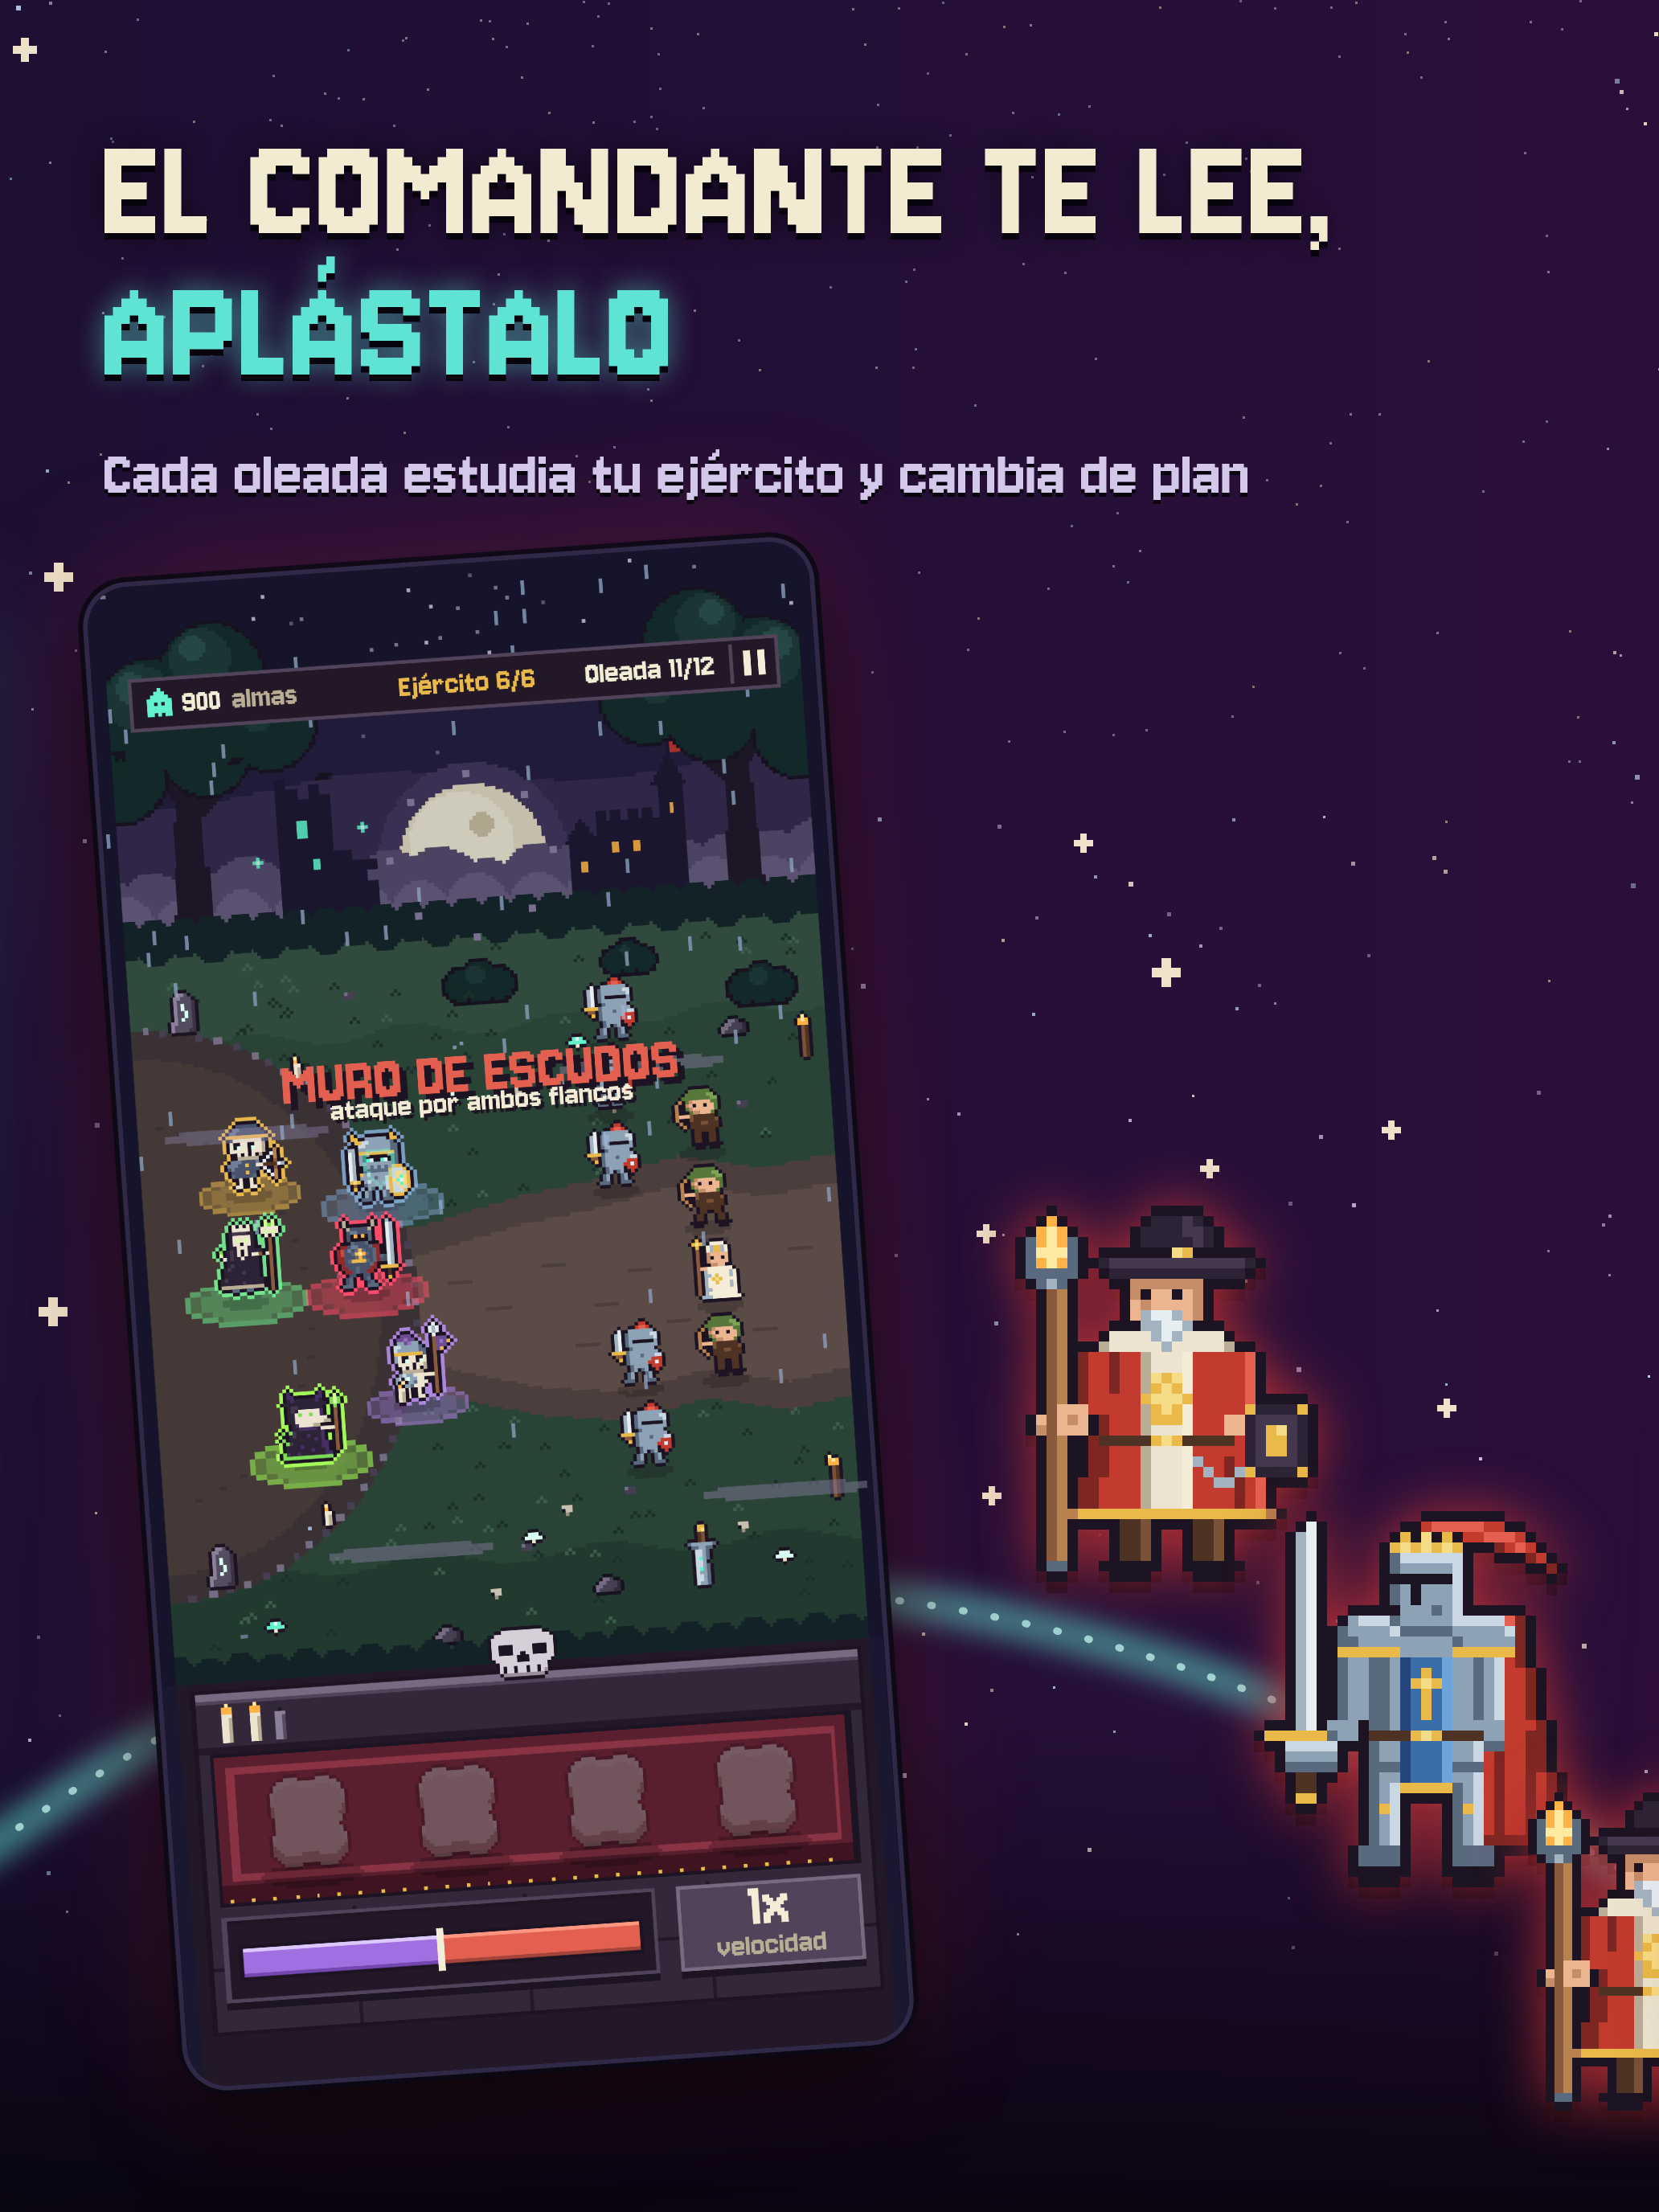 EL COMANDANTE TE LEE,
APLÁSTALO
Cada oleada estudia tu ejército y cambia de plan
900 almas Ejército 6/6 Oleada 11/12
MURO DE ESCUDOS
ataque por ambos flancos
1x
velocidad